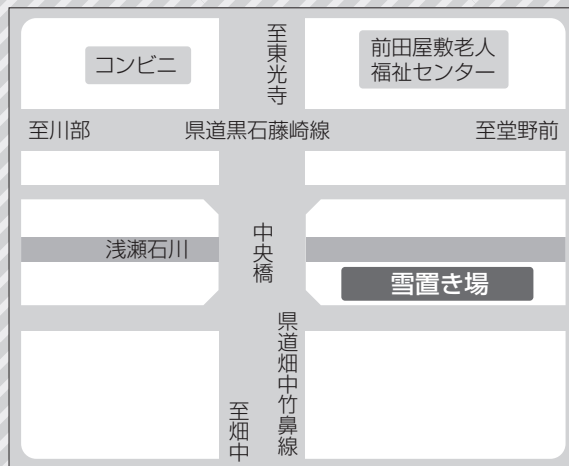 至東光寺
コンビニ
前田屋敷老人
福祉センター
至川部
県道黒石藤崎線
至堂野前
中央橋
浅瀬石川
雪置き場
県道畑中竹鼻線
至畑中